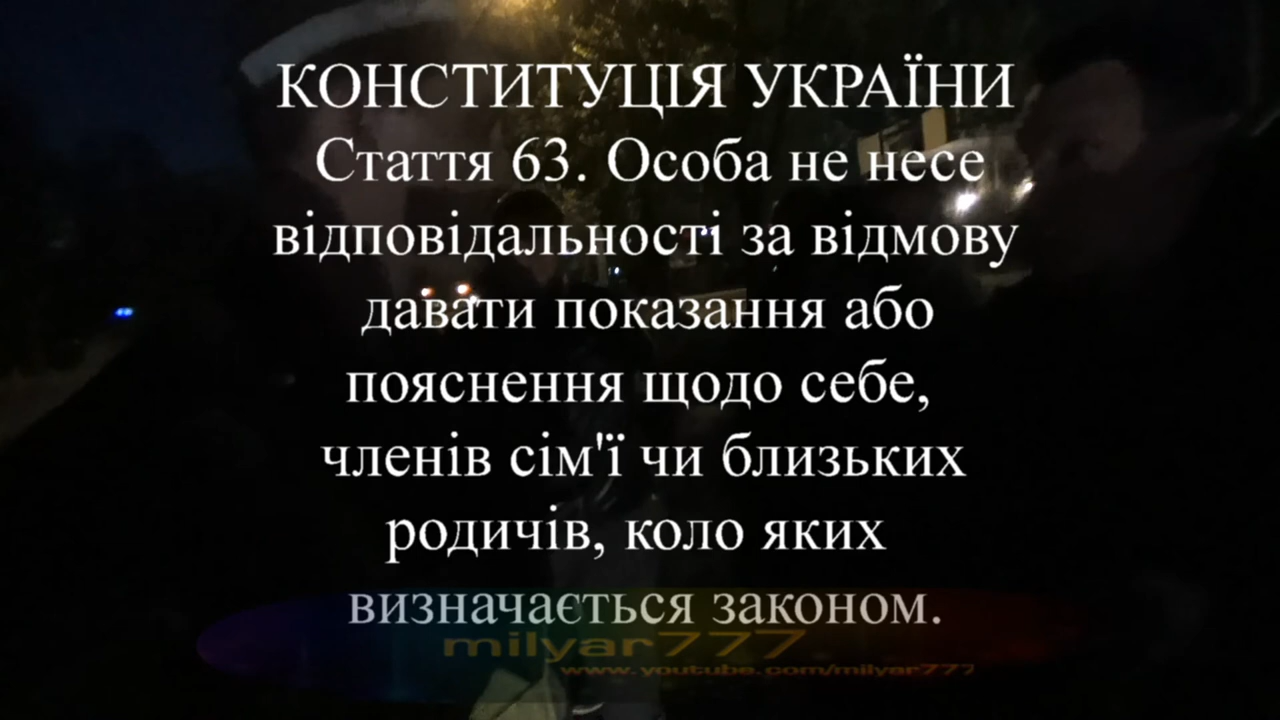 КОНСТИТУЦІЯ УКРАЇНИ
Стаття 63. Особа не несе
відповідальності за відмову
давати показання або
пояснення щодо себе,
членів сім'ї чи близьких
родичів, коло яких
визначається законом.
milyar777
www.youtube.com/milyar777